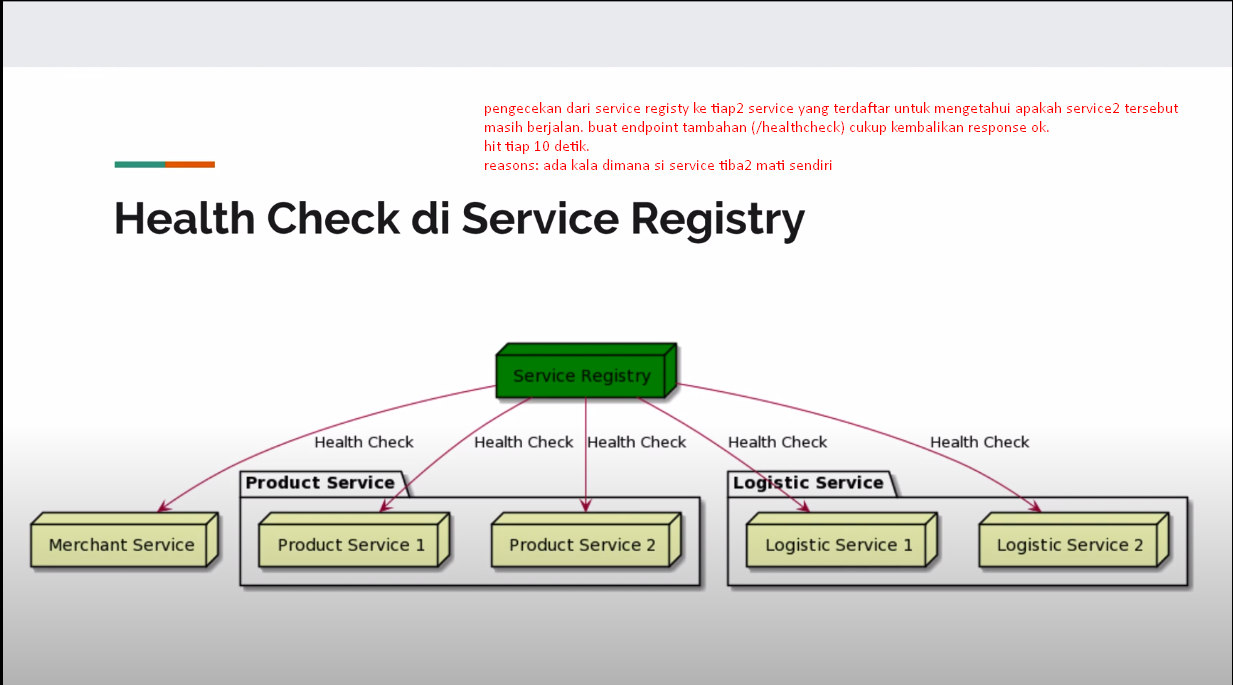 pengecekan dari service registy ke tiap2 service yang terdaftar untuk mengetahui apakah service2 tersebut
masih berjalan. buat endpoint tambahan (/healthcheck) cukup kembalikan response ok.
hit tiap 10 detik.
reasons: ada kala dimana si service tiba2 mati sendiri
Health Check di Service Registry
Service Registry
Health Check
Health Check
Health Check
Health Check
Health Check
Product Service
Logistic Service
Merchant Service
Product Service 1
Product Service 2
Logistic Service 1
Logistic Service 2